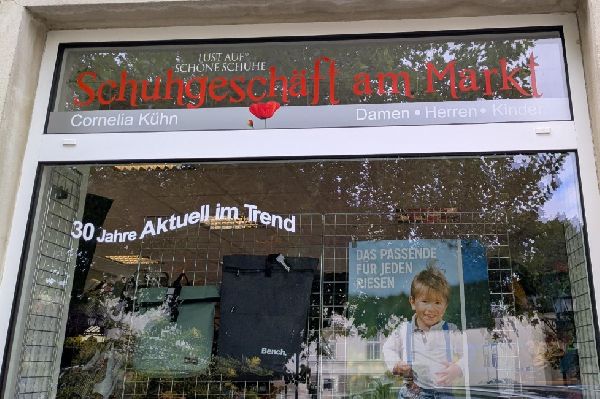 LUST AUF
SCHÖNE SCHUHE
Schuhgeschäft am Markt
Cornelia Kühn
Damen • Herren • Kinder
30 Jahre Aktuell im Trend
DAS PASSENDE
FÜR JEDEN
RIESEN
Bench.